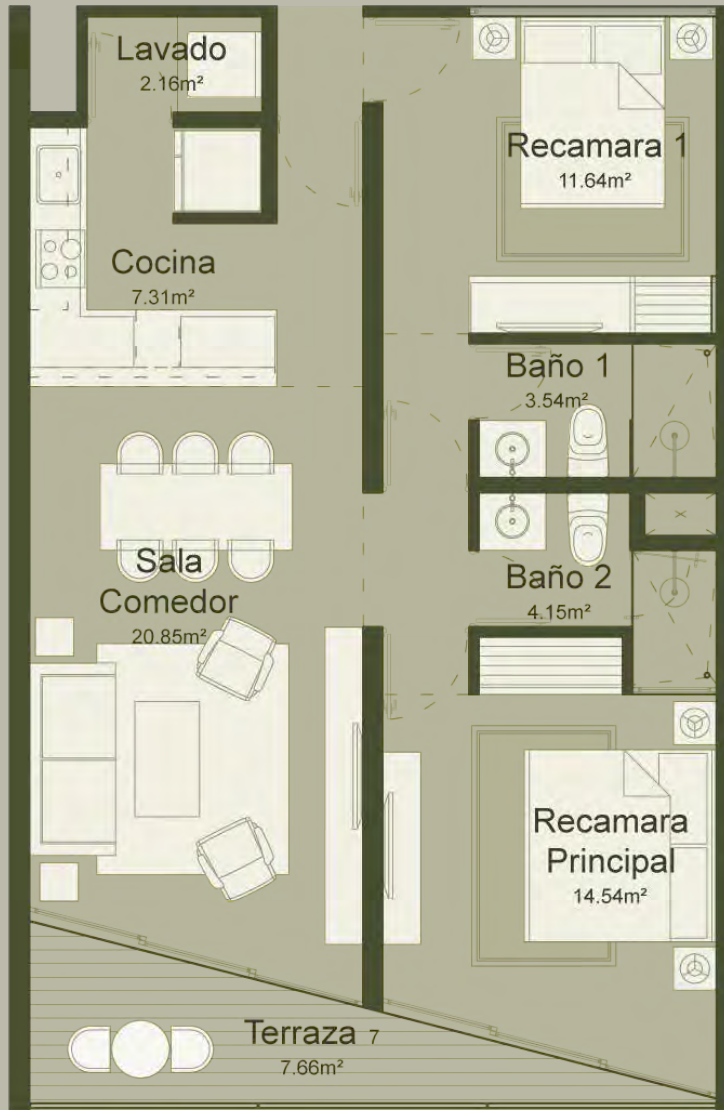 Lavado
2.16m²
Recamara 1
11.64m²
Cocina
7.31m²
Baño 1
3.54m²
Sala
Comedor
20.85m²
Baño 2
4.15m²
Recamara
Principal
14.54m²
Terraza 7
7.66m²